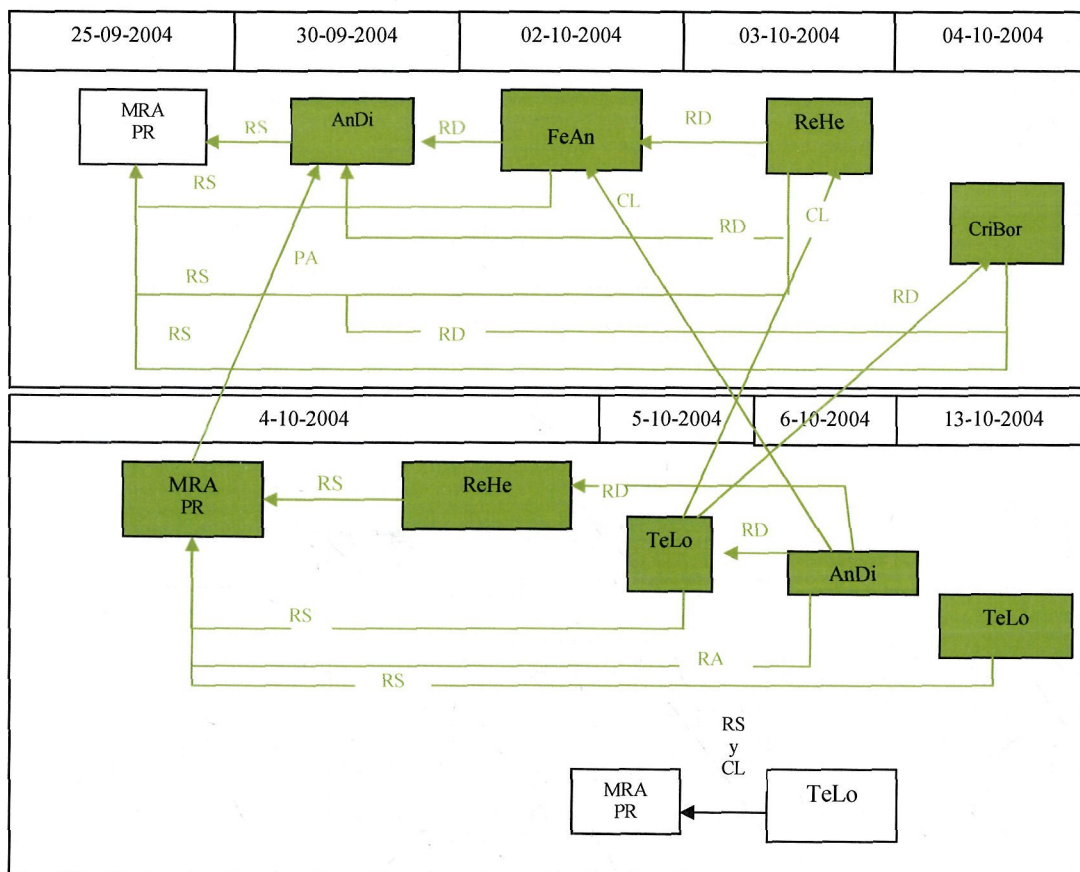 25-09-2004
30-09-2004
02-10-2004
03-10-2004
04-10-2004
MRA
PR
RS
AnDi
RD
FeAn
RD
ReHe
RS
CL
CL
RD
CriBor
PA
RS
RD
RS
RD
4-10-2004
5-10-2004
6-10-2004
13-10-2004
MRA
PR
RS
ReHe
RD
TeLo
RD
AnDi
TeLo
RS
RA
RS
RS
y
CL
MRA
PR
TeLo